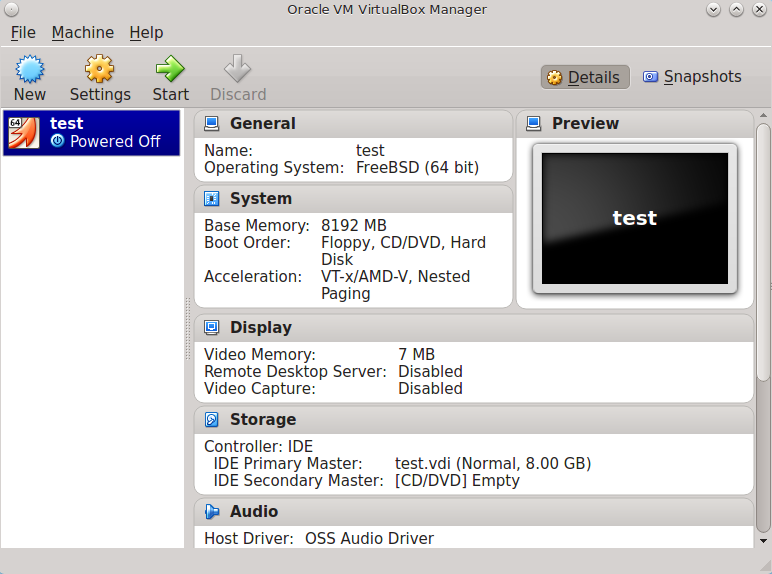 Oracle VM VirtualBox Manager
File Machine Help
New Settings Start Discard Details Snapshots
64 test
Powered Off
General
Name: test
Operating System: FreeBSD (64 bit)
Preview
test
System
Base Memory: 8192 MB
Boot Order: Floppy, CD/DVD, Hard
Disk
Acceleration: VT-x/AMD-V, Nested
Paging
Display
Video Memory: 7 MB
Remote Desktop Server: Disabled
Video Capture: Disabled
Storage
Controller: IDE
IDE Primary Master: test.vdi (Normal, 8.00 GB)
IDE Secondary Master: [CD/DVD] Empty
Audio
Host Driver: OSS Audio Driver